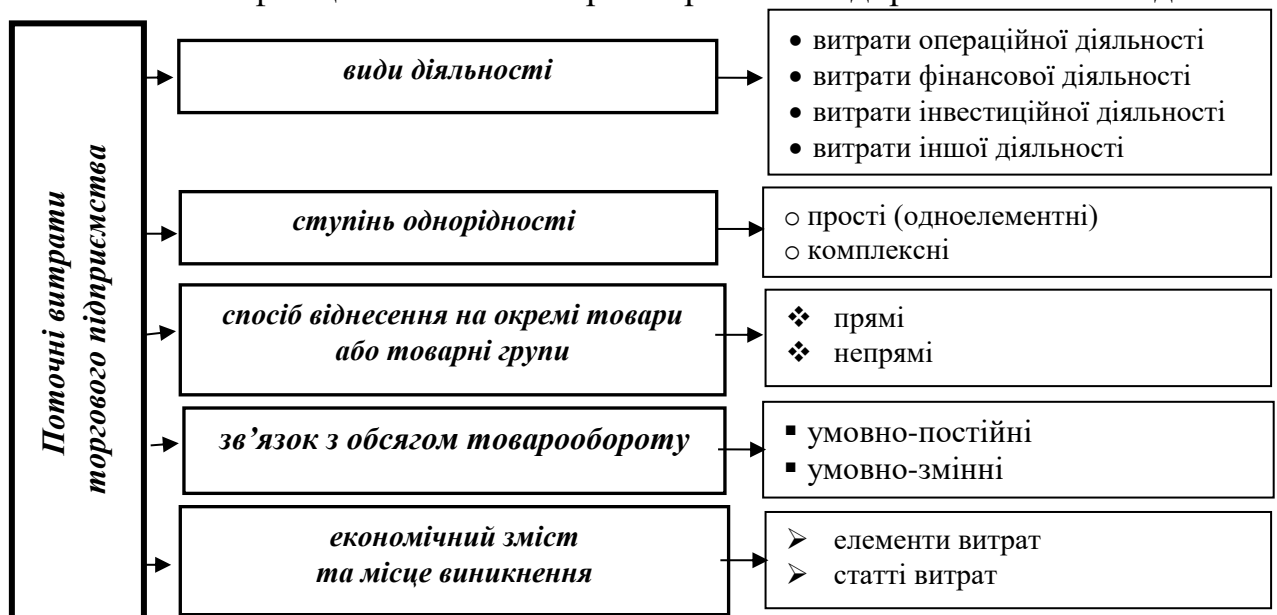 Поточні витрати
торгового підприємства
види діяльності
• витрати операційної діяльності
• витрати фінансової діяльності
• витрати інвестиційної діяльності
• витрати іншої діяльності
ступінь однорідності
o прості (одноелементні)
o комплексні
спосіб віднесення на окремі товари
або товарні групи
❖ прямі
❖ непрямі
зв’язок з обсягом товарообороту
▪ умовно-постійні
▪ умовно-змінні
економічний зміст
та місце виникнення
➢ елементи витрат
➢ статті витрат